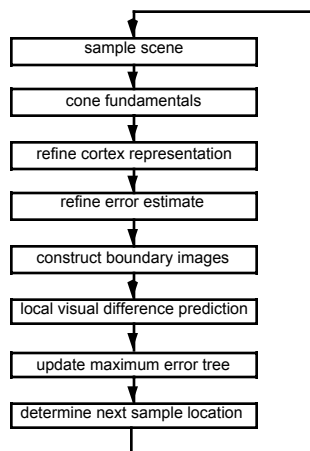 sample scene
cone fundamentals
refine cortex representation
refine error estimate
construct boundary images
local visual difference prediction
update maximum error tree
determine next sample location